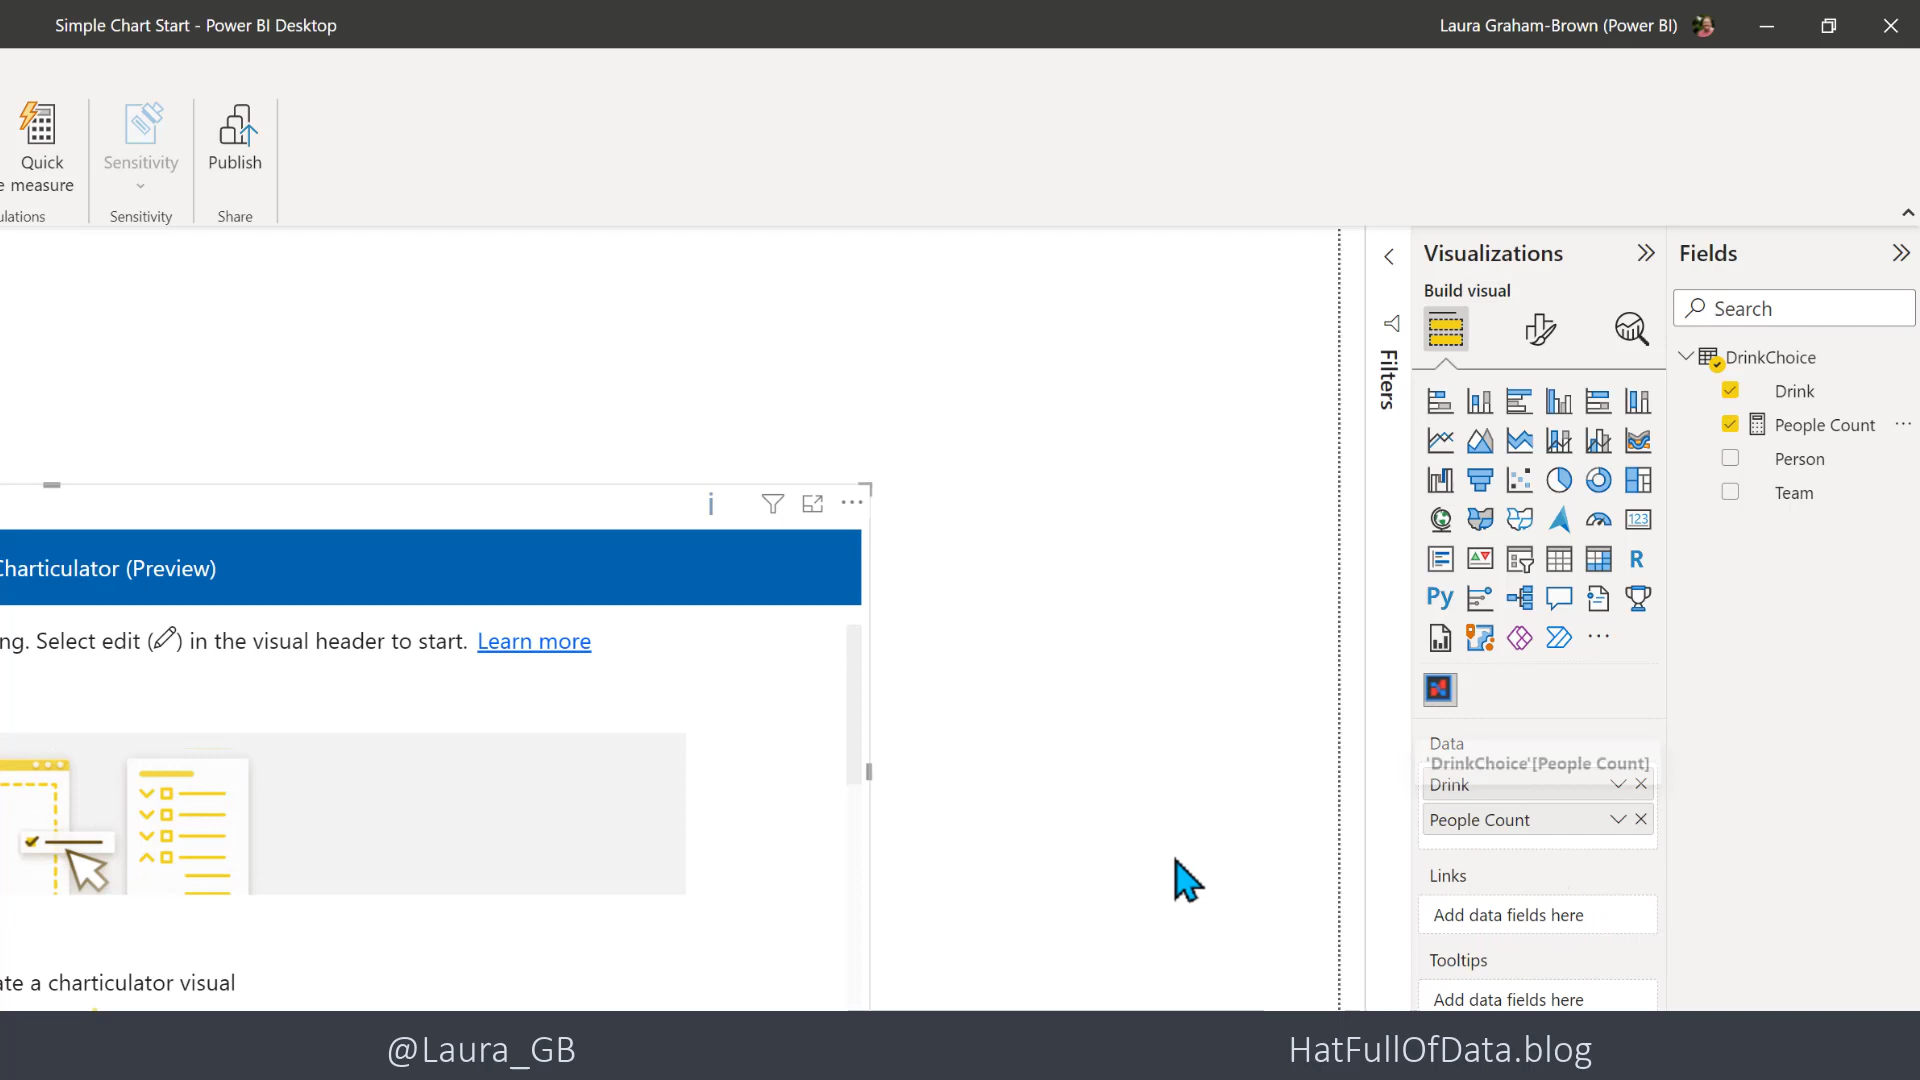 Simple Chart Start - Power BI Desktop
Laura Graham-Brown (Power BI)
Quick
e measure
Sensitivity
Publish
ulations
Sensitivity
Share
Visualizations
Fields
Build visual
Search
Filters
DrinkChoice
Drink
People Count
Person
Team
123
R
Py
Charticulator (Preview)
ng. Select edit ( ) in the visual header to start. Learn more
Data
'DrinkChoice'[People Count]
Drink
People Count
Links
Add data fields here
Tooltips
Add data fields here
ate a charticulator visual
@Laura_GB
HatFullOfData.blog